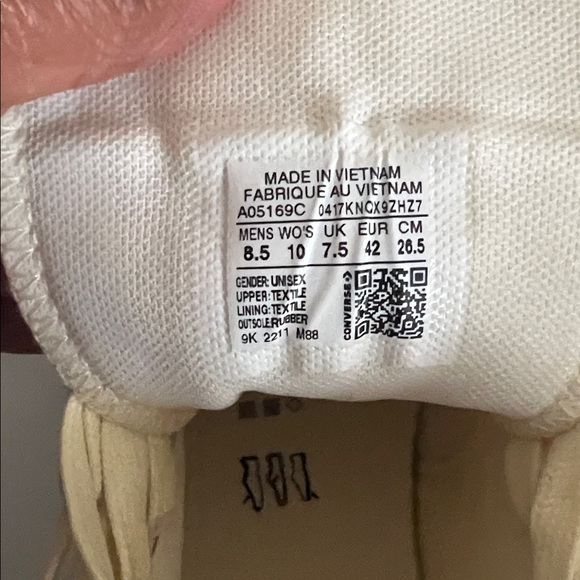 MADE IN VIETNAM
FABRIQUE AU VIETNAM
A05169C 0417KNQX9ZHZ7
MENS WO'S UK EUR CM
8.5 10 7.5 42 26.5
GENDER: UNISEX
UPPER: TEXTILE
LINING: TEXTILE
OUTSOLE: RUBBER
9K 2211 M88
CONVERSE